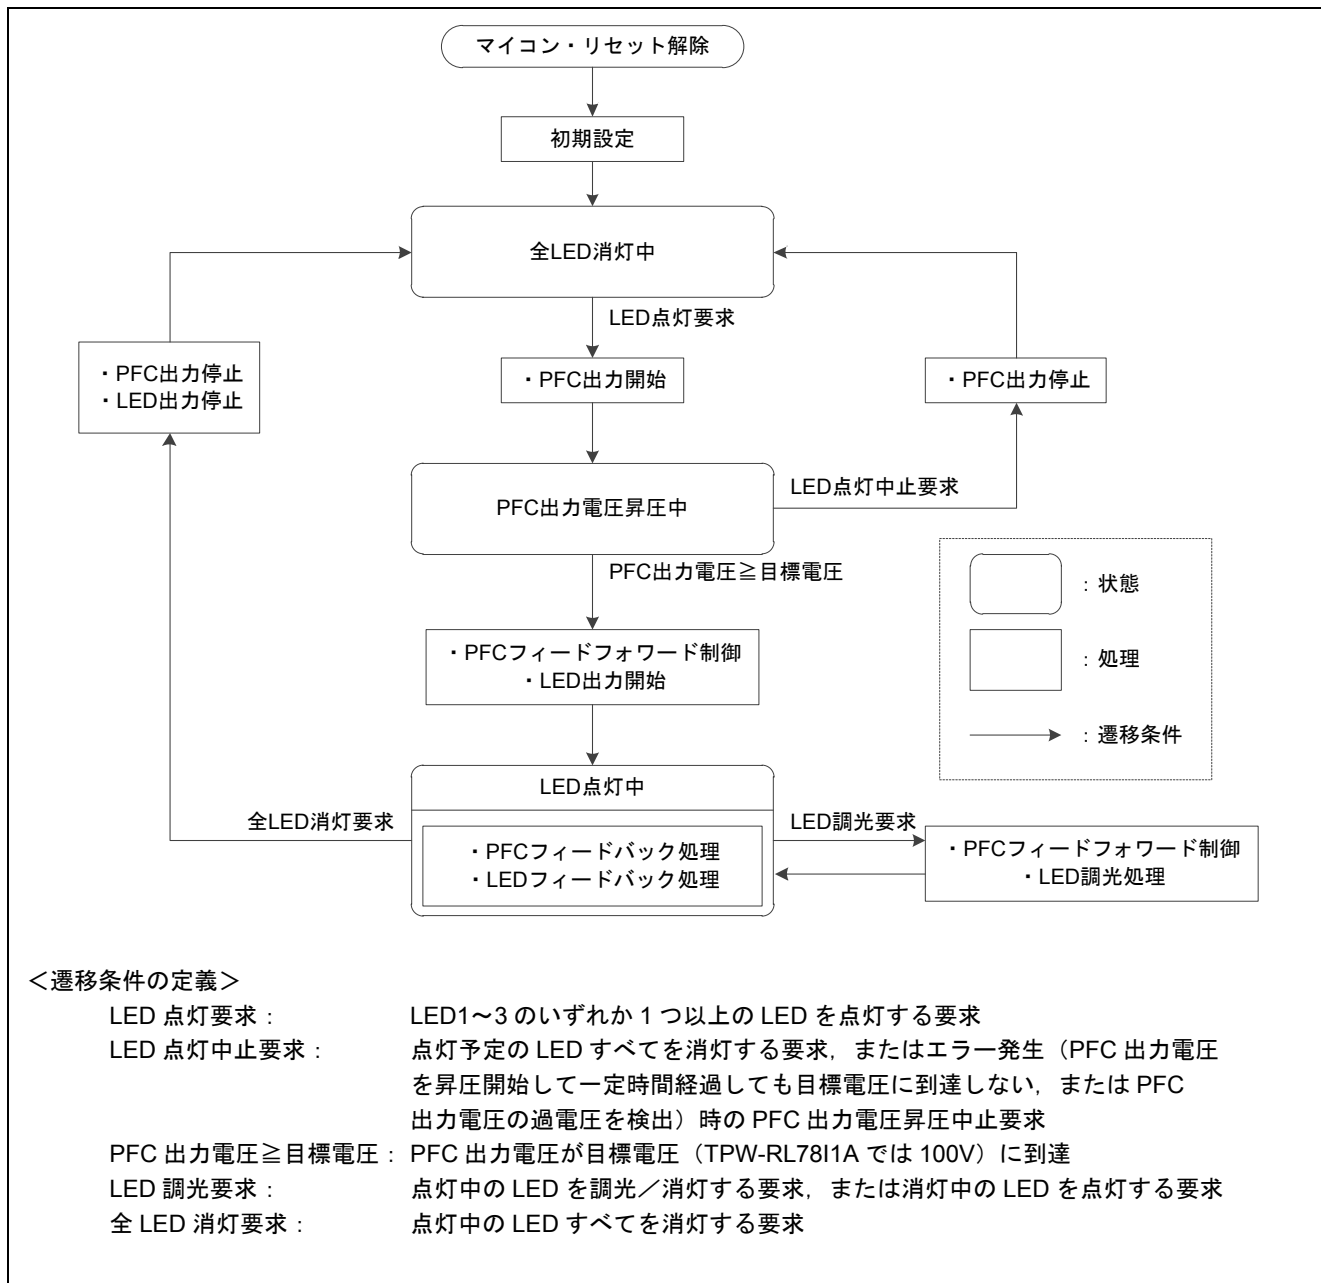 マイコン・リセット解除
初期設定
全LED消灯中
LED点灯要求
・PFC出力停止
・LED出力停止
・PFC出力開始
・PFC出力停止
PFC出力電圧昇圧中
LED点灯中止要求
PFC出力電圧≧目標電圧
：状態
・PFCフィードフォワード制御
・LED出力開始
：処理
：遷移条件
LED点灯中
全LED消灯要求
LED調光要求
・PFCフィードバック処理
・LEDフィードバック処理
・PFCフィードフォワード制御
・LED調光処理
＜遷移条件の定義＞
LED 点灯要求： LED1～3 のいずれか 1 つ以上の LED を点灯する要求
LED 点灯中止要求： 点灯予定の LED すべてを消灯する要求，またはエラー発生（PFC 出力電圧
を昇圧開始して一定時間経過しても目標電圧に到達しない，または PFC
出力電圧の過電圧を検出）時の PFC 出力電圧昇圧中止要求
PFC 出力電圧≧目標電圧： PFC 出力電圧が目標電圧（TPW-RL78I1A では 100V）に到達
LED 調光要求： 点灯中の LED を調光／消灯する要求，または消灯中の LED を点灯する要求
全 LED 消灯要求： 点灯中の LED すべてを消灯する要求